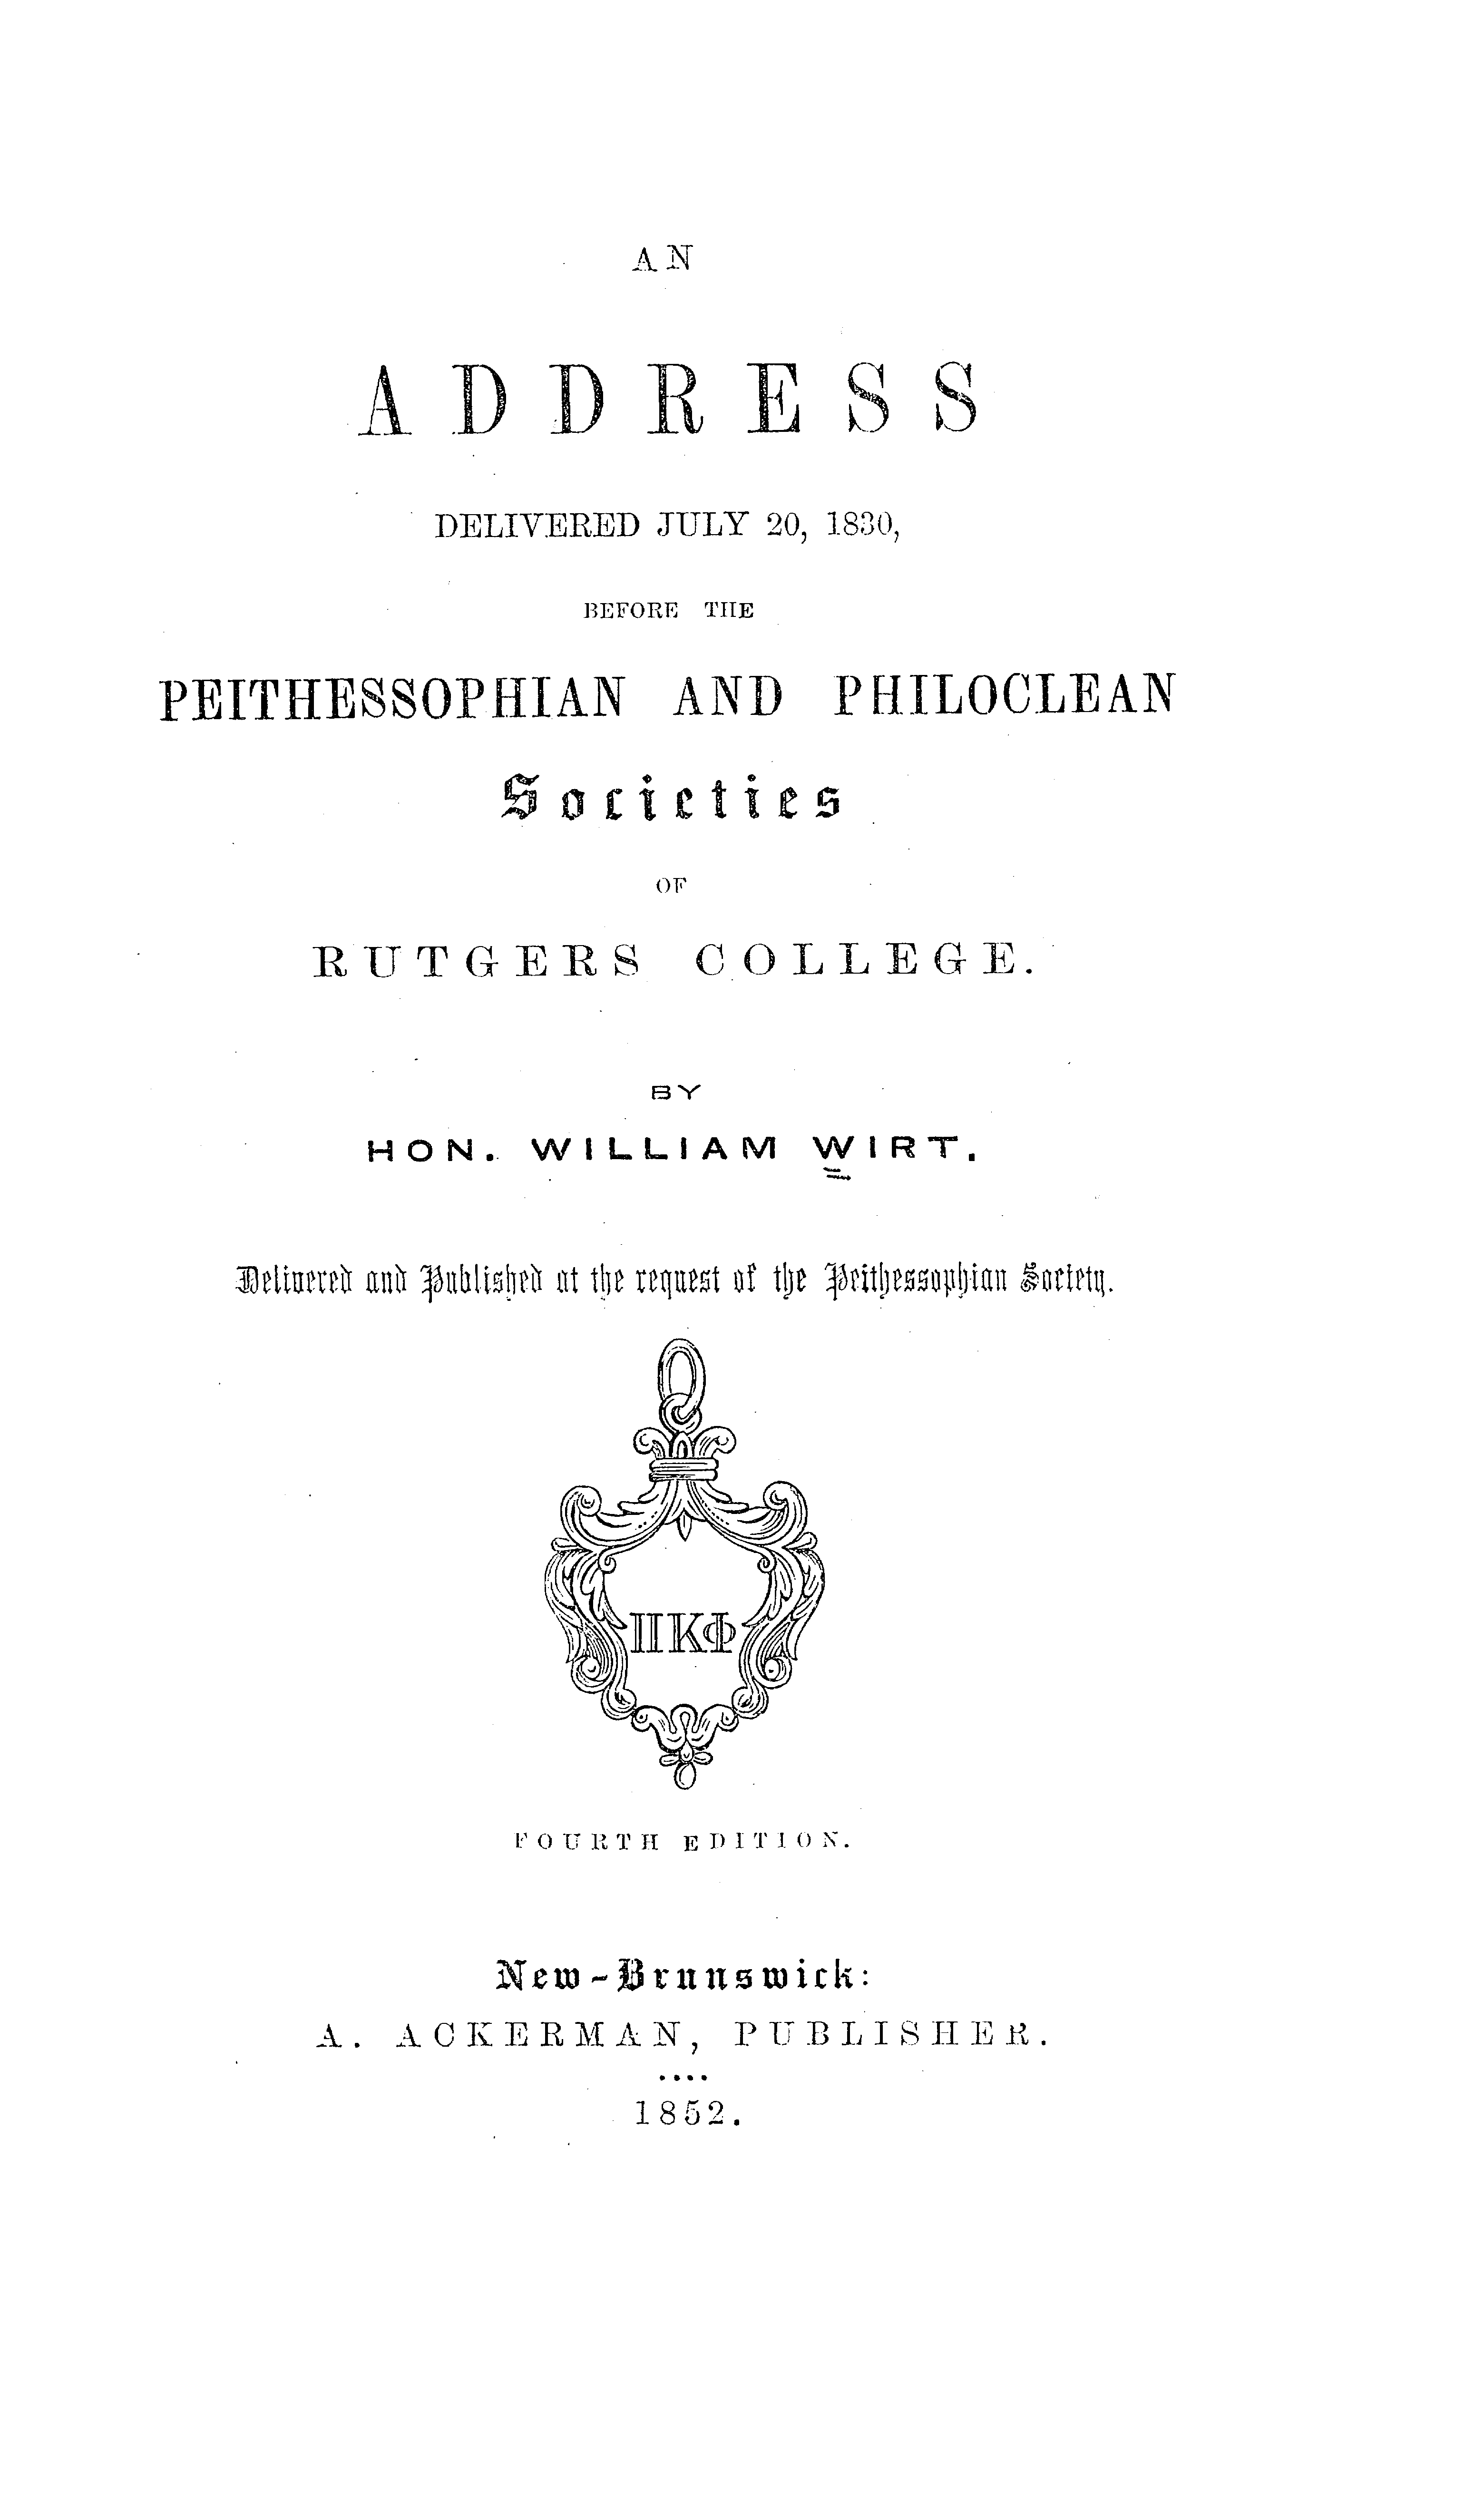 AN
ADDRESS
DELIVERED JULY 20, 1830,
BEFORE THE
PEITHESSOPHIAN AND PHILOCLEAN
Societies
OF
RUTGERS COLLEGE.
BY
HON. WILLIAM WIRT.
Delivered and Published at the request of the Peithessophian Society.
ΠΚΦ
FOURTH EDITION.
New-Brunswick:
A. ACKERMAN, PUBLISHER.
....
1852.